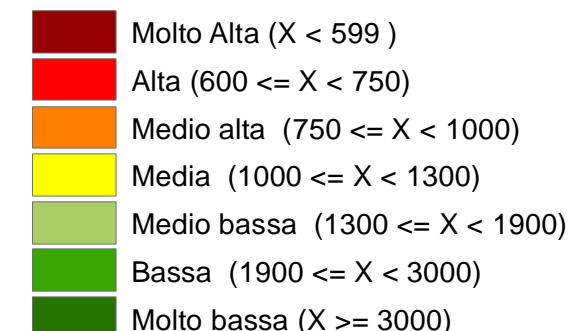 Molto Alta (X < 599 )
Alta (600 <= X < 750)
Medio alta  (750 <= X < 1000)
Media  (1000 <= X < 1300)
Medio bassa  (1300 <= X < 1900)
Bassa  (1900 <= X < 3000)
Molto bassa (X >= 3000)